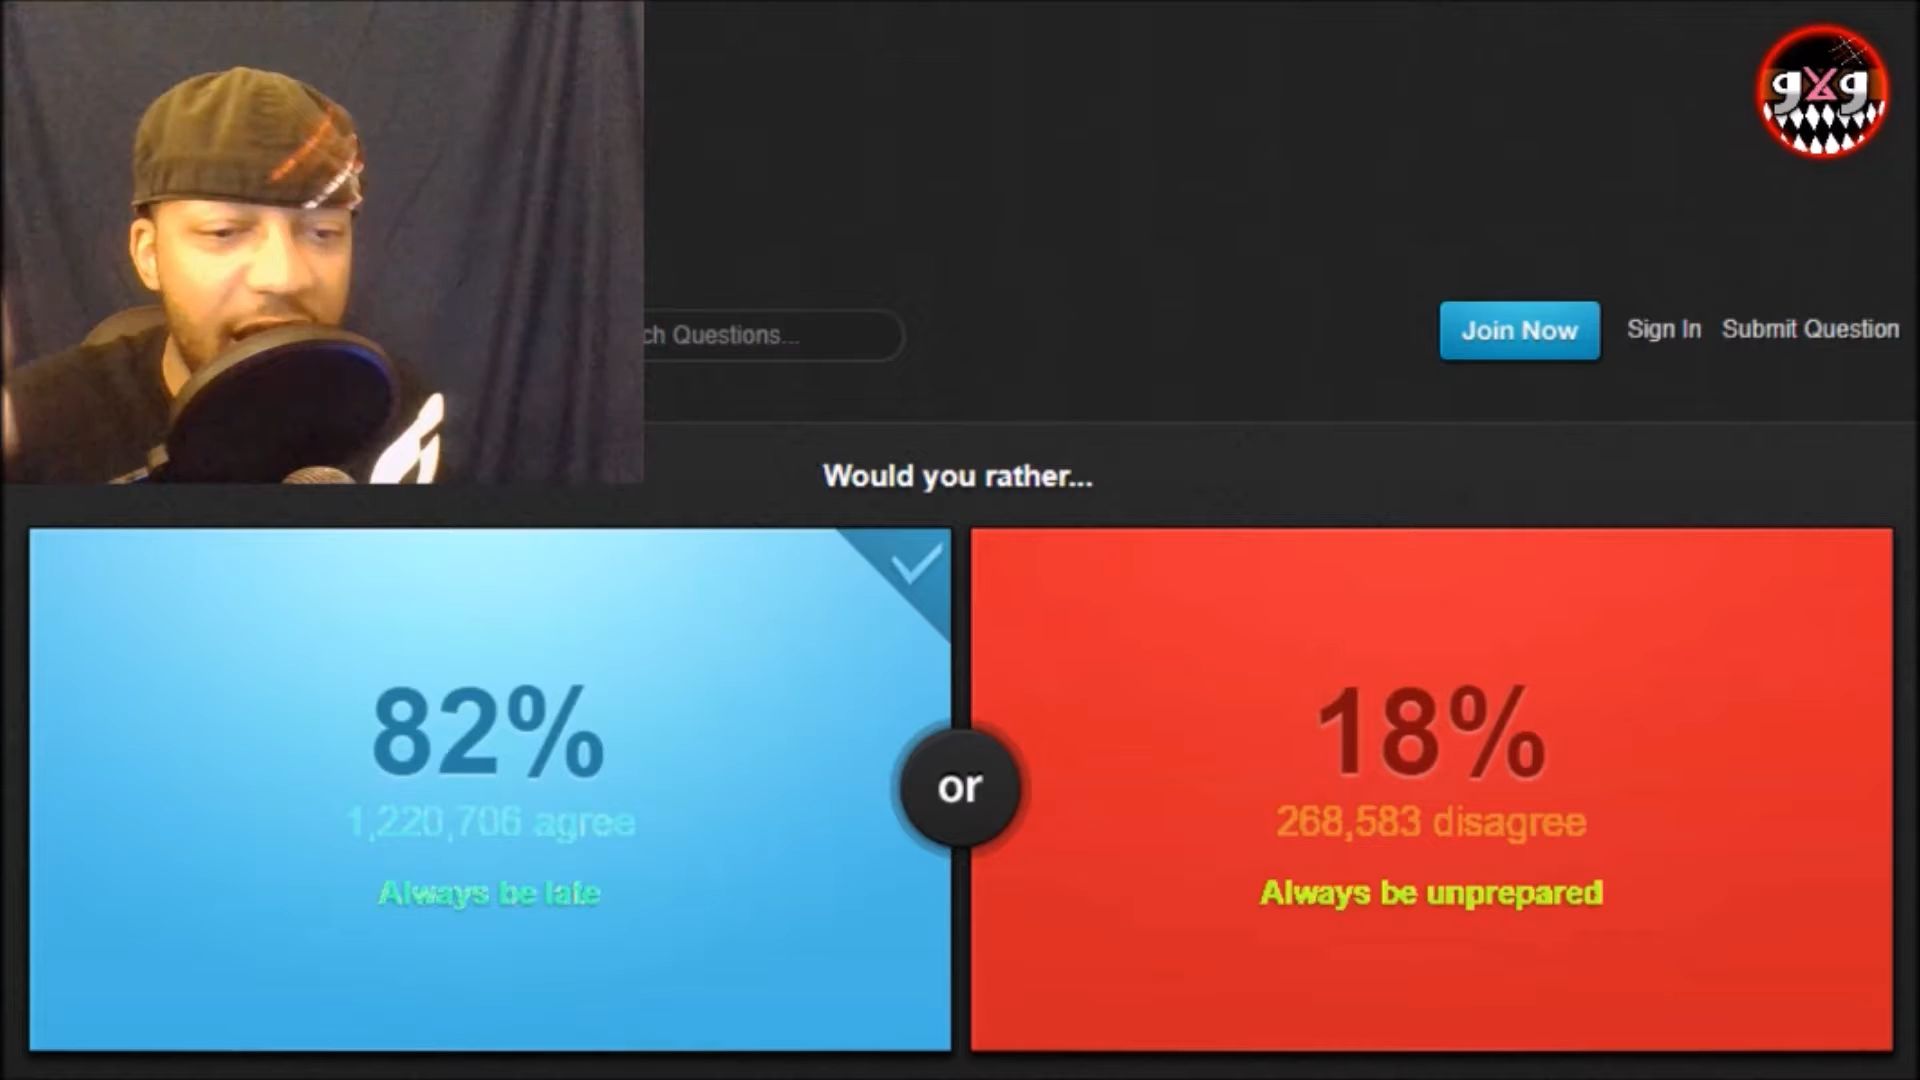 gXg
ch Questions...
Join Now
Sign In
Submit Question
Would you rather...
82%
1,220,706 agree
Always be late
or
18%
268,583 disagree
Always be unprepared